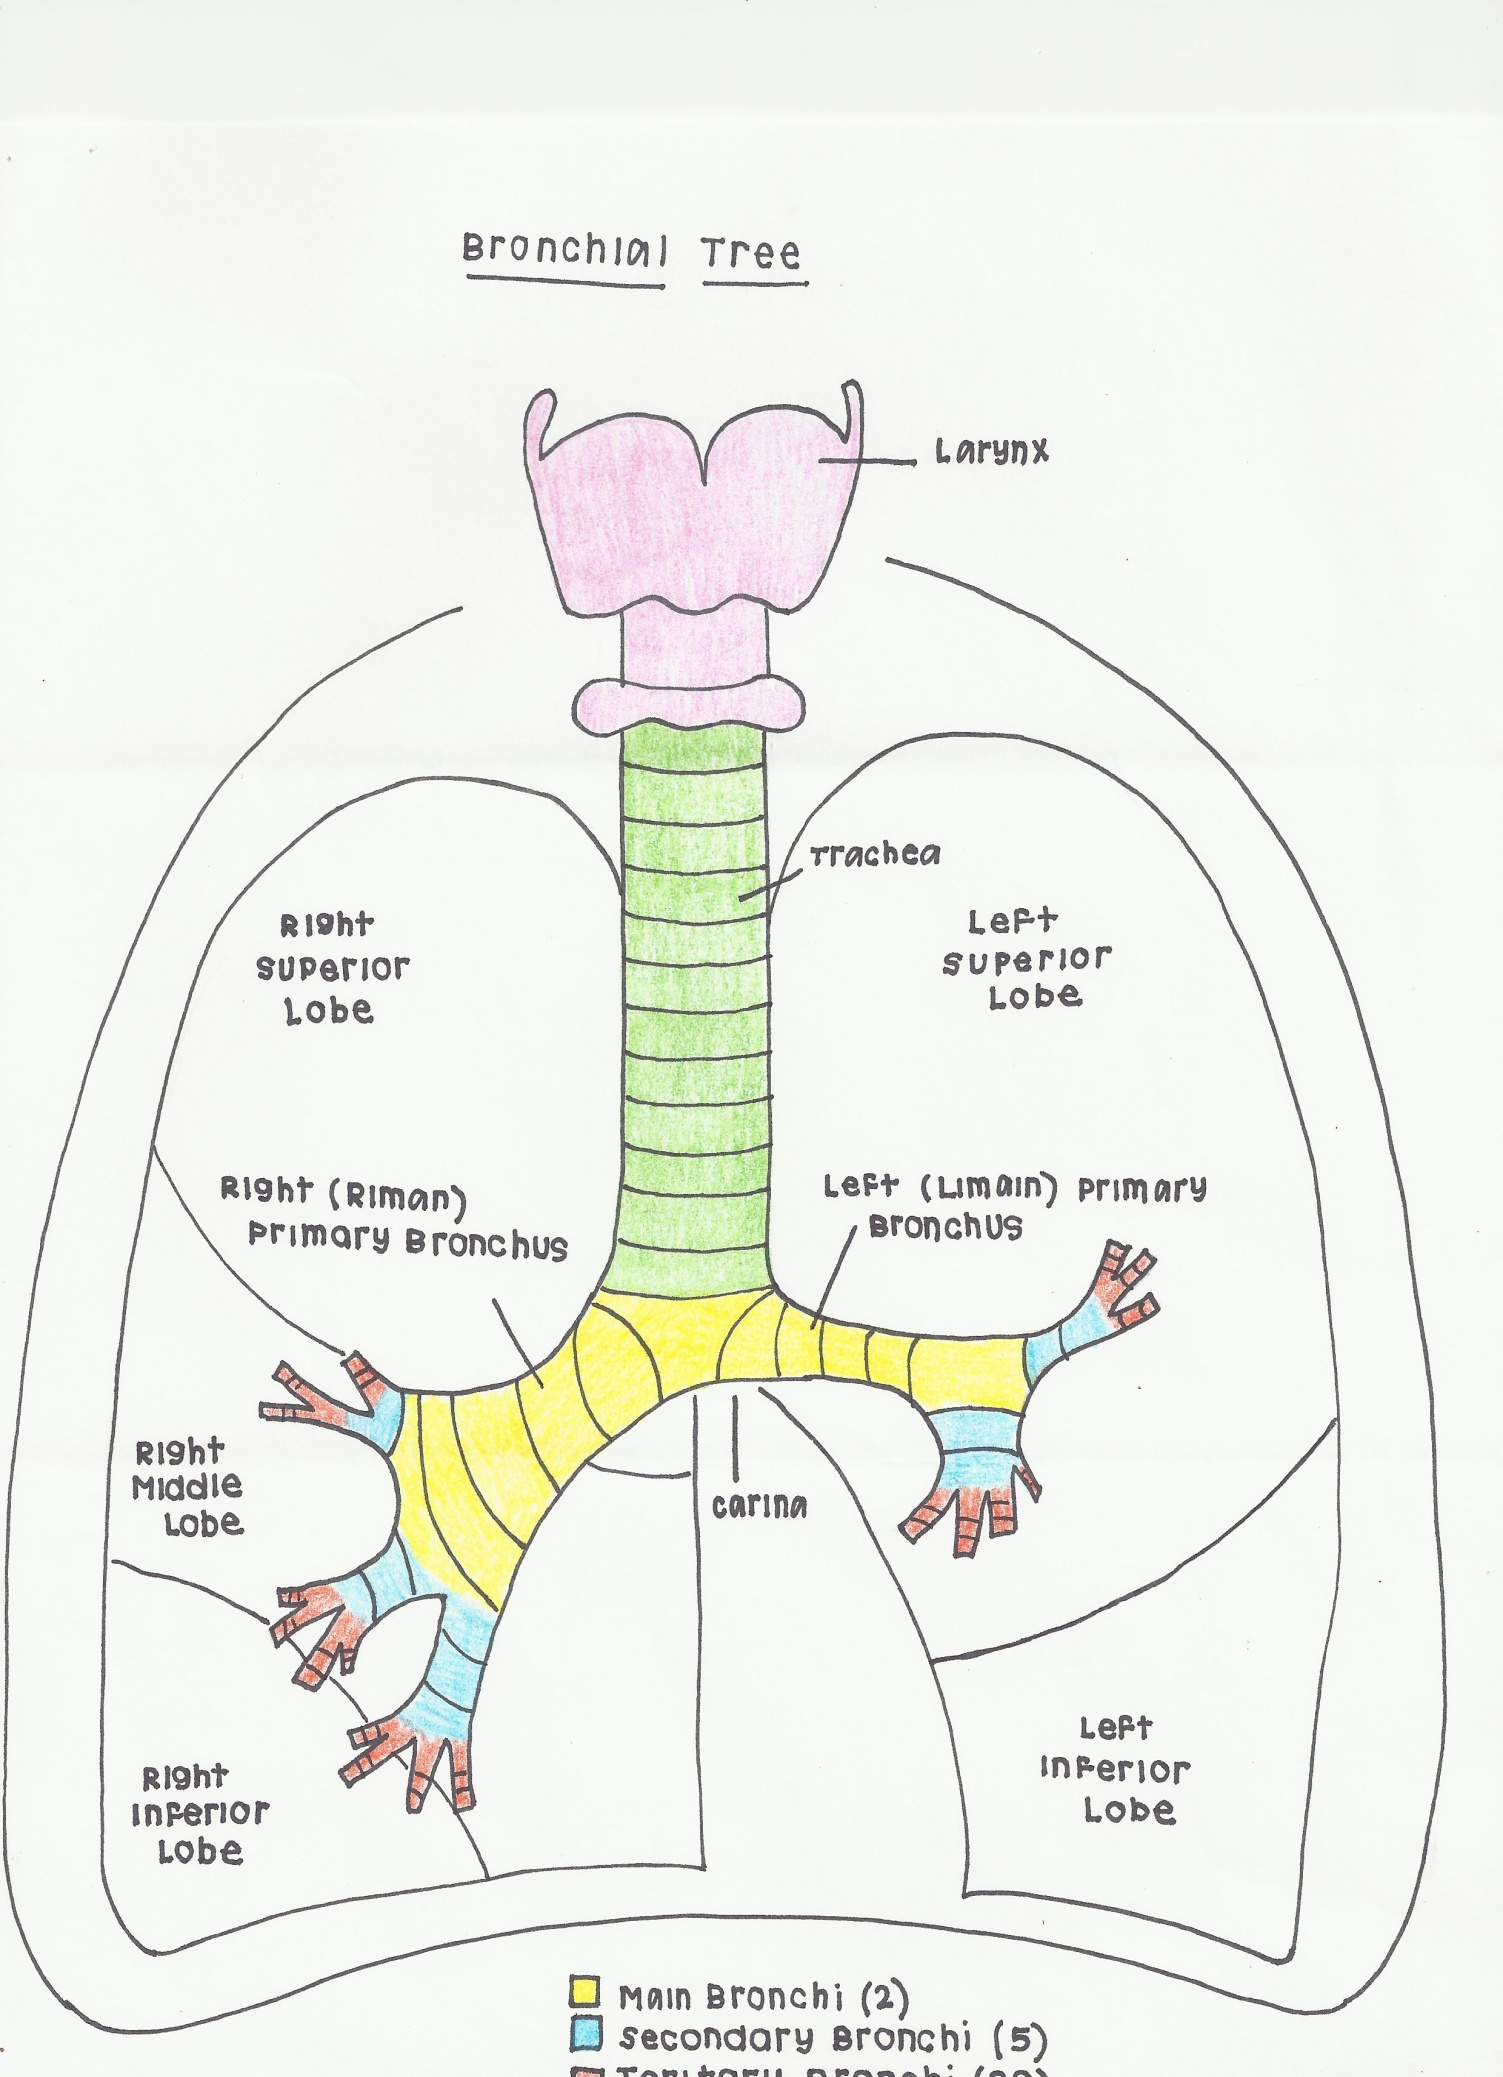 Bronchial Tree
Larynx
Trachea
Right
Superior
Lobe
Left
Superior
Lobe
Right (Riman)
Primary Bronchus
Left (Limain) Primary
Bronchus
Right
Middle
Lobe
carina
Left
Inferior
Lobe
Right
Inferior
Lobe
Main Bronchi (2)
Secondary Bronchi (5)
Bronchi